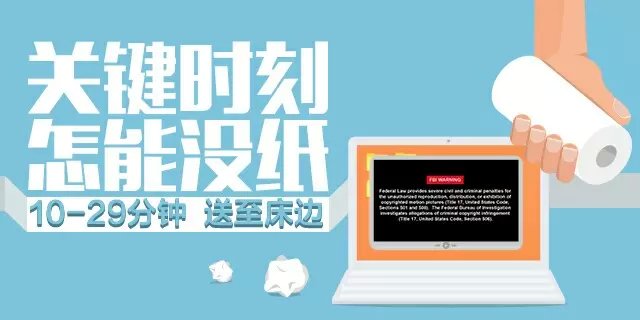 关键时刻
怎能没纸
10-29分钟 送至床边
FBI WARNING
Federal Law provides severe civil and criminal penalties for
the unauthorized reproduction, distribution, or exhibition of
copyrighted motion pictures (Title 17, United States Code,
Sections 501 and 508). The Federal Bureau of Investigation
investigates allegations of criminal copyright infringement
(Title 17, United States Code, Section 506).